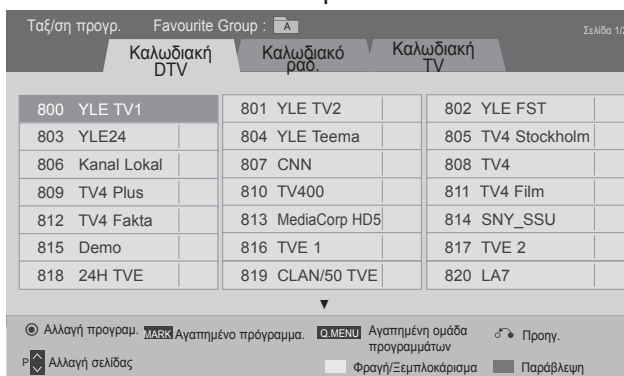 Ταξ/ση προγρ. Favourite Group : A Σελίδα 1/2
Καλωδιακή DTV
Καλωδιακό ραδ.
Καλωδιακή TV
800 YLE TV1 801 YLE TV2 802 YLE FST
803 YLE24 804 YLE Teema 805 TV4 Stockholm
806 Kanal Lokal 807 CNN 808 TV4
809 TV4 Plus 810 TV400 811 TV4 Film
812 TV4 Fakta 813 MediaCorp HD5 814 SNY_SSU
815 Demo 816 TVE 1 817 TVE 2
818 24H TVE 819 CLAN/50 TVE 820 LA7
Αλλαγή προγραμ. MARK Αγαπημένο πρόγραμμα. Q.MENU Αγαπημένη ομάδα προγραμμάτων Προηγ.
P Αλλαγή σελίδας Φραγή/Ξεμπλοκάρισμα Παράβλεψη